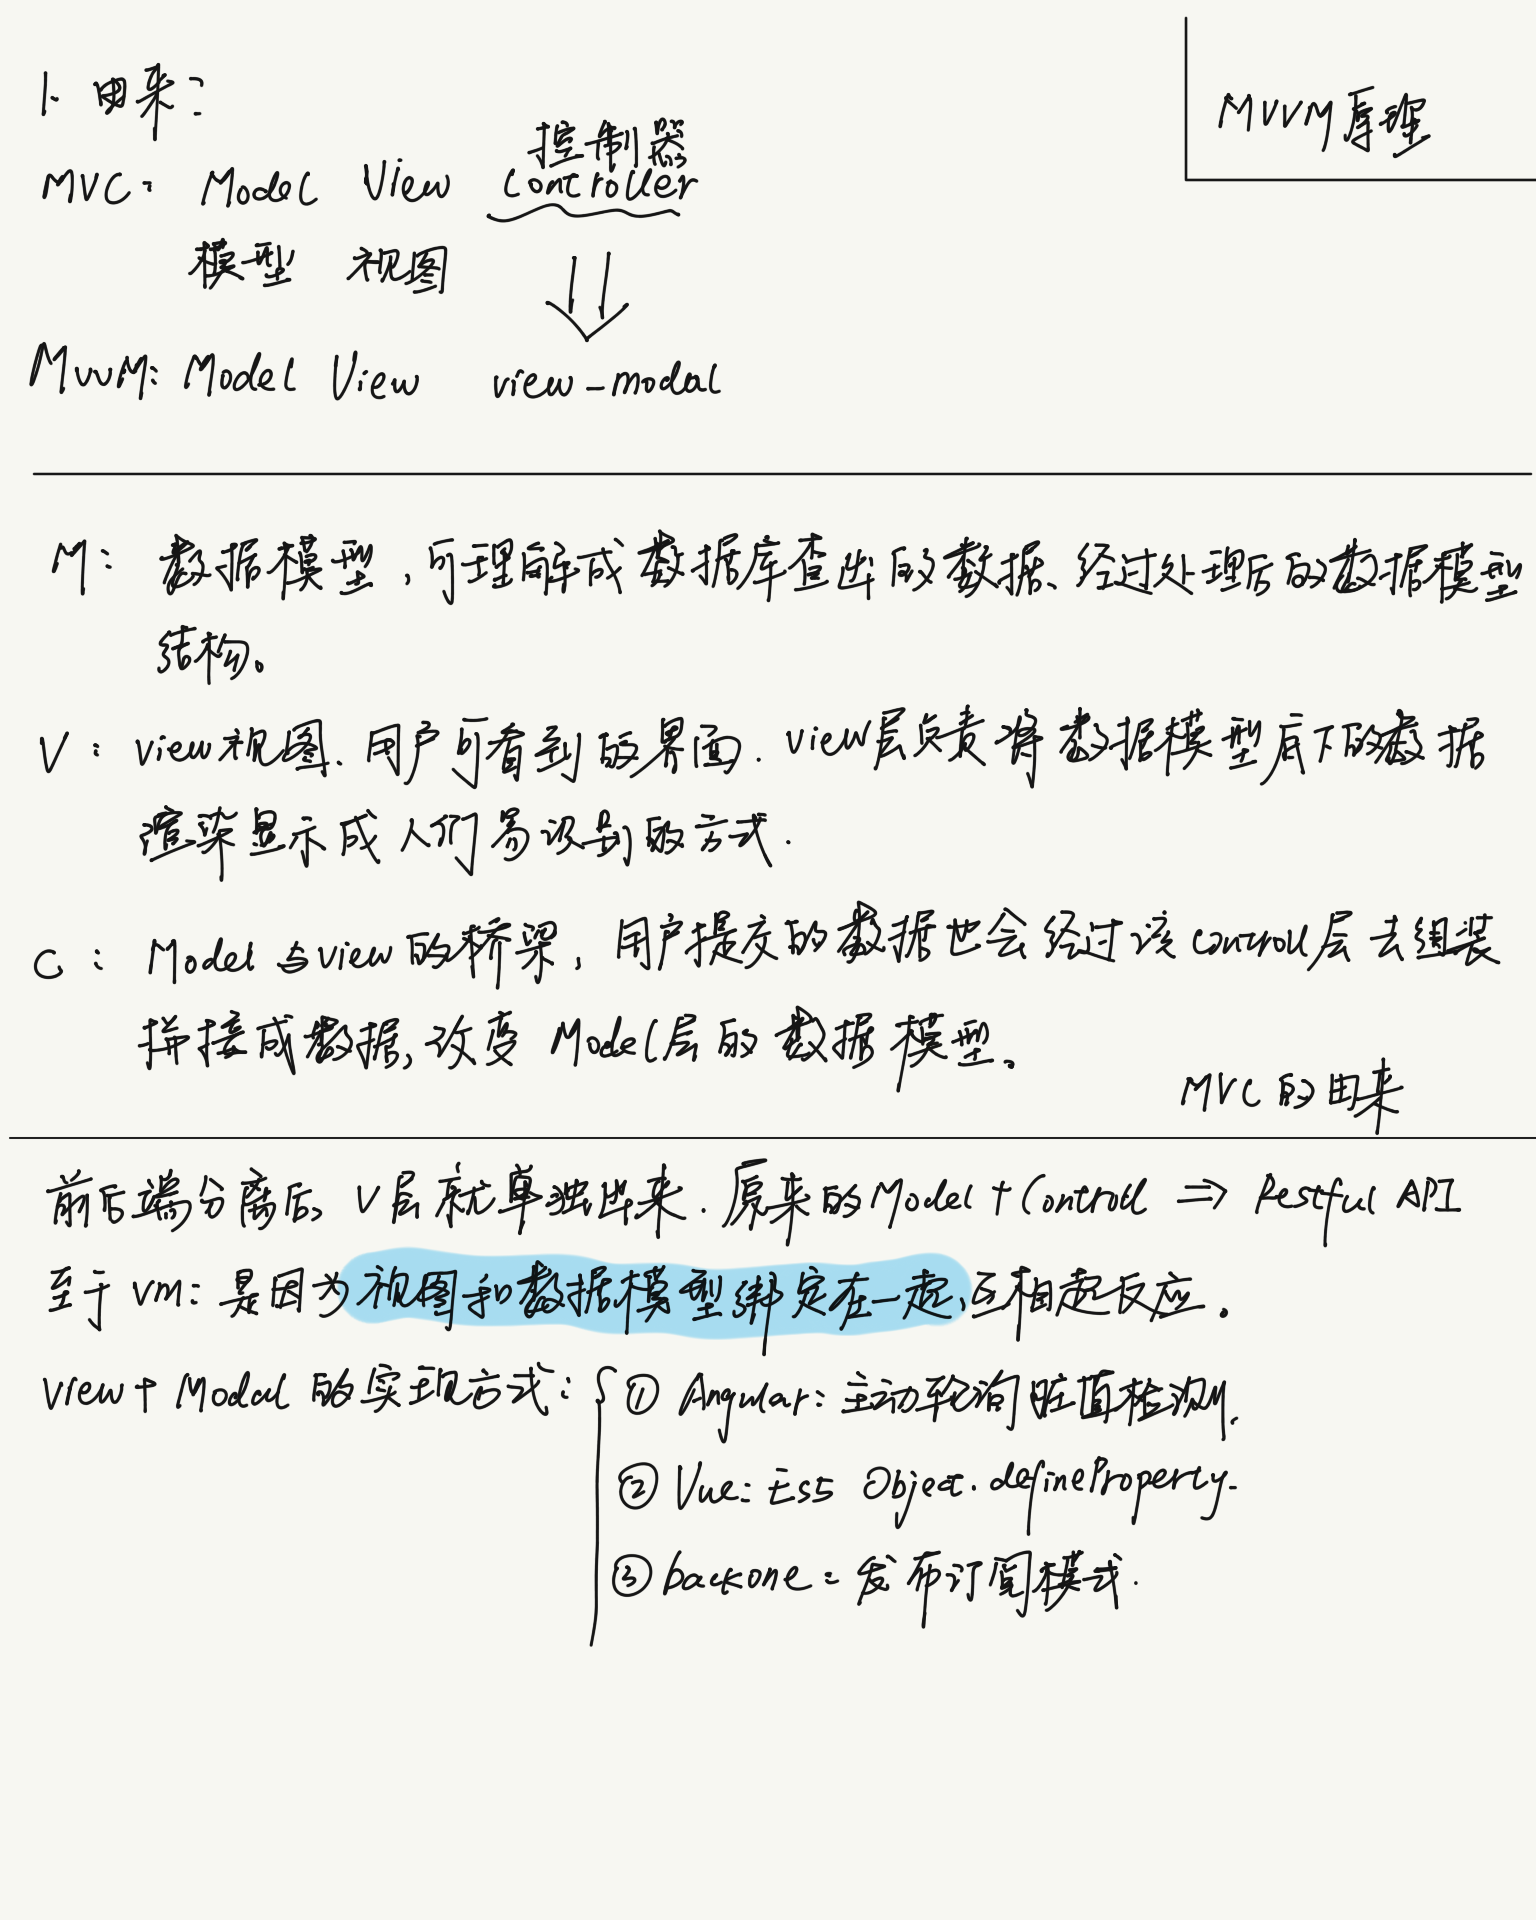 MVVM原理
1. 由来:
控制器
MVC: Model View Controller
模型 视图
MVVM: Model View view-modal
M: 数据模型,可理解成数据库查出的数据、经过处理后的数据模型
结构。
V: view视图.用户可看到的界面.view层负责将数据模型底下的数据
渲染显示成人们易识别的方式.
C: Model与view的桥梁,用户提交的数据也会经过该controll层去组装
拼接成数据,改变Model层的数据模型。
MVC的由来
前后端分离后、V层就单独出来.原来的Model+Controll ⇒ Restful API
至于vm:是因为视图和数据模型绑定在一起、互相起反应.
view+Modal的实现方式:
① Angular:主动轮询脏值检测.
② Vue: Es5 Object.defineProperty.
③ backone:发布订阅模式.